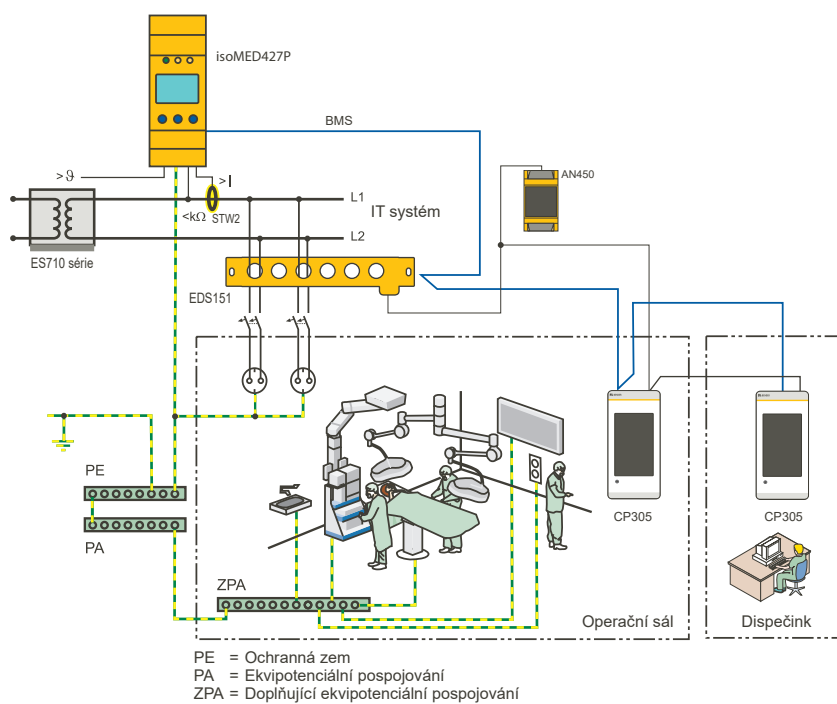 isoMED427P
BMS
>ϑ
>I
AN450
L1
IT systém
<kΩ
STW2
L2
ES710 série
EDS151
PE
CP305
CP305
PA
ZPA
Operační sál
Dispečink
PE = Ochranná zem
PA = Ekvipotenciální pospojování
ZPA = Doplňující ekvipotenciální pospojování